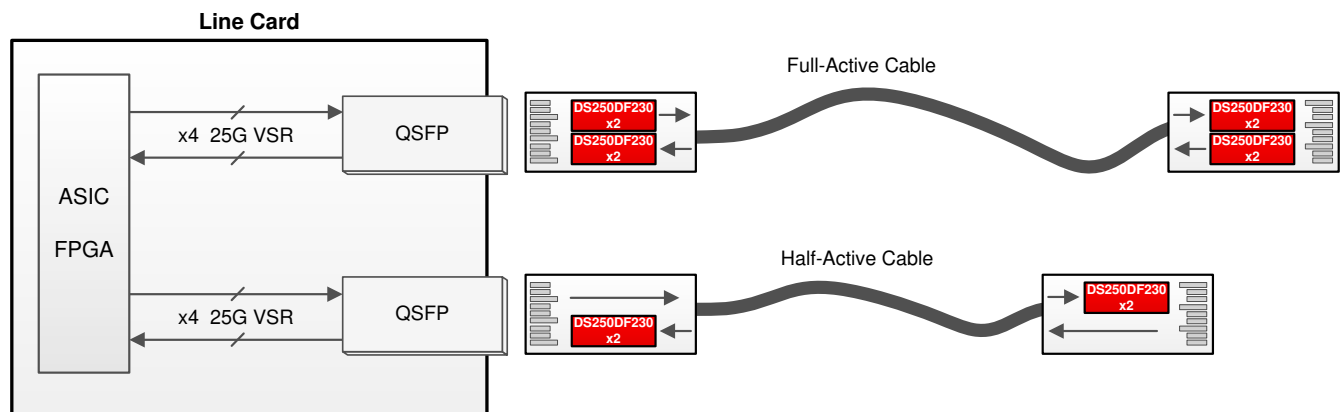 Line Card
Full-Active Cable
DS250DF230
x2
DS250DF230
x2
DS250DF230
x2
DS250DF230
x2
QSFP
x4 25G VSR
ASIC
FPGA
Half-Active Cable
QSFP
x4 25G VSR
DS250DF230
x2
DS250DF230
x2